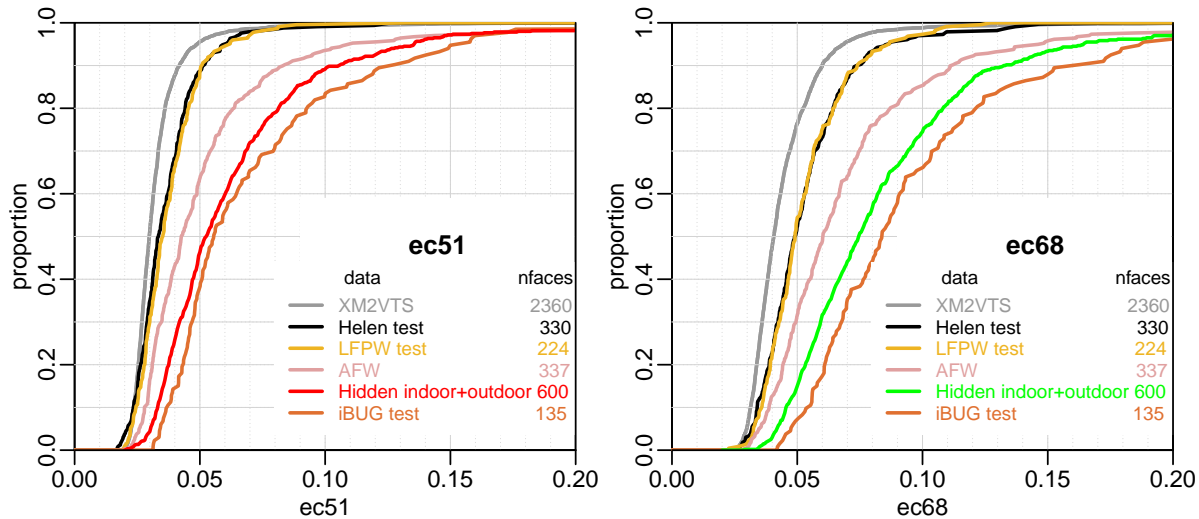 ec51
data nfaces
XM2VTS 2360
Helen test 330
LFPW test 224
AFW 337
Hidden indoor+outdoor 600
iBUG test 135
proportion
0.0 0.2 0.4 0.6 0.8 1.0
0.00 0.05 0.10 0.15 0.20
ec51
ec68
data nfaces
XM2VTS 2360
Helen test 330
LFPW test 224
AFW 337
Hidden indoor+outdoor 600
iBUG test 135
proportion
0.0 0.2 0.4 0.6 0.8 1.0
0.00 0.05 0.10 0.15 0.20
ec68